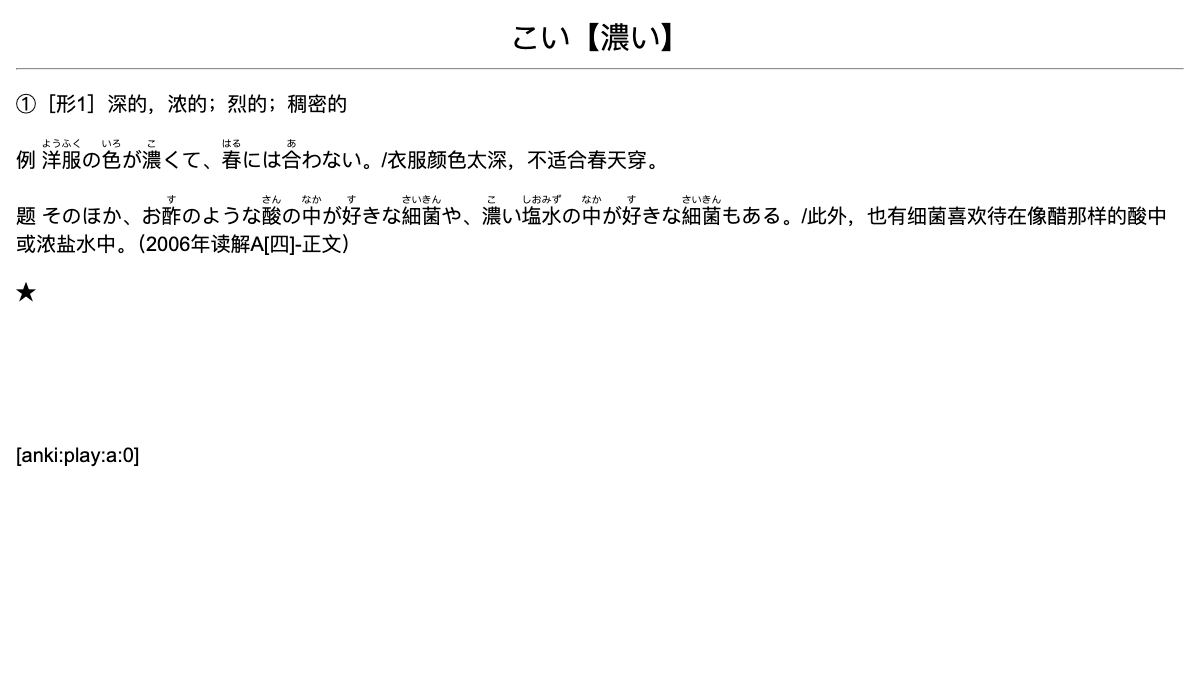 こい【濃い】
①［形1］深的，浓的；烈的；稠密的
ようふく いろ こ はる あ
例 洋服の色が濃くて、春には合わない。/衣服颜色太深，不适合春天穿。
す さん なか す さいきん こ しおみず なか す さいきん
题 そのほか、お酢のような酸の中が好きな細菌や、濃い塩水の中が好きな細菌もある。/此外，也有细菌喜欢待在像醋那样的酸中
或浓盐水中。（2006年读解A[四]-正文）
★
[anki:play:a:0]